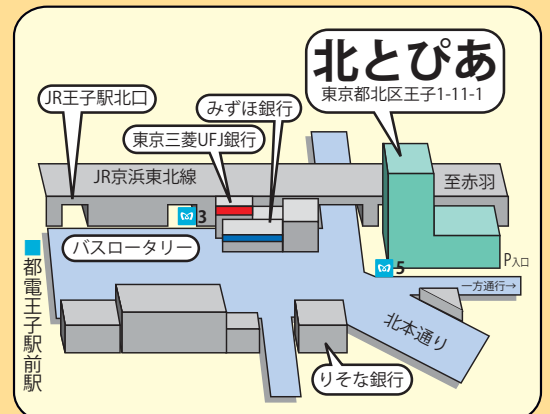 北とぴあ
東京都北区王子1-11-1
JR王子駅北口
みずほ銀行
東京三菱UFJ銀行
JR京浜東北線
至赤羽
3
バスロータリー
5
P入口
一方通行→
都電王子駅前駅
北本通り
りそな銀行